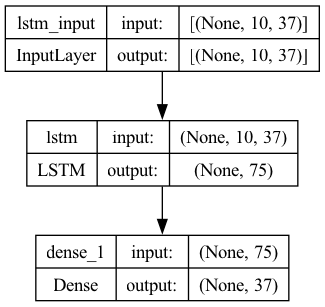 lstm_input input: [(None, 10, 37)]
InputLayer output: [(None, 10, 37)]
lstm input: (None, 10, 37)
LSTM output: (None, 75)
dense_1 input: (None, 75)
Dense output: (None, 37)